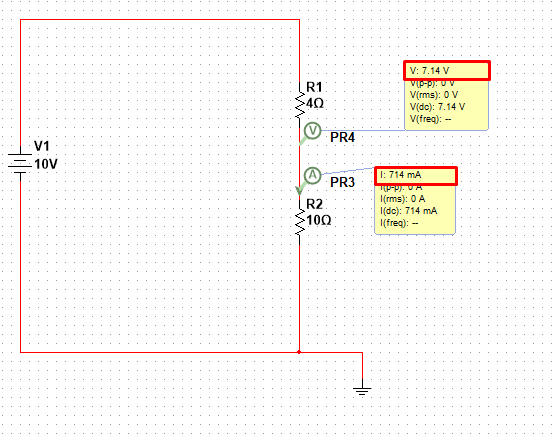 R1
4Ω
V
PR4
V: 7.14 V
V(p-p): 0 V
V(rms): 0 V
V(dc): 7.14 V
V(freq): --
V1
10V
A
PR3
I: 714 mA
I(p-p): 0 A
I(rms): 0 A
I(dc): 714 mA
I(freq): --
R2
10Ω